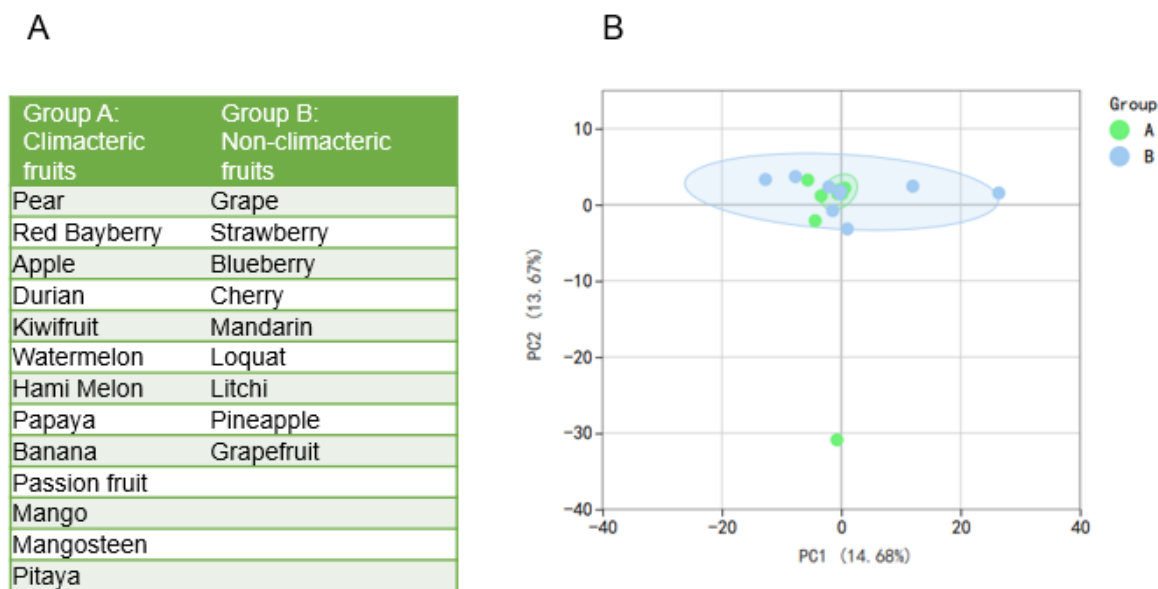 A
B
Group A:
Climacteric
fruits
Group B:
Non-climacteric
fruits
Pear Grape
Red Bayberry Strawberry
Apple Blueberry
Durian Cherry
Kiwifruit Mandarin
Watermelon Loquat
Hami Melon Litchi
Papaya Pineapple
Banana Grapefruit
Passion fruit
Mango
Mangosteen
Pitaya
Group
A
B
10
0
−10
−20
−30
−40
PC2 (13.67%)
−40 −20 0 20 40
PC1 (14.68%)